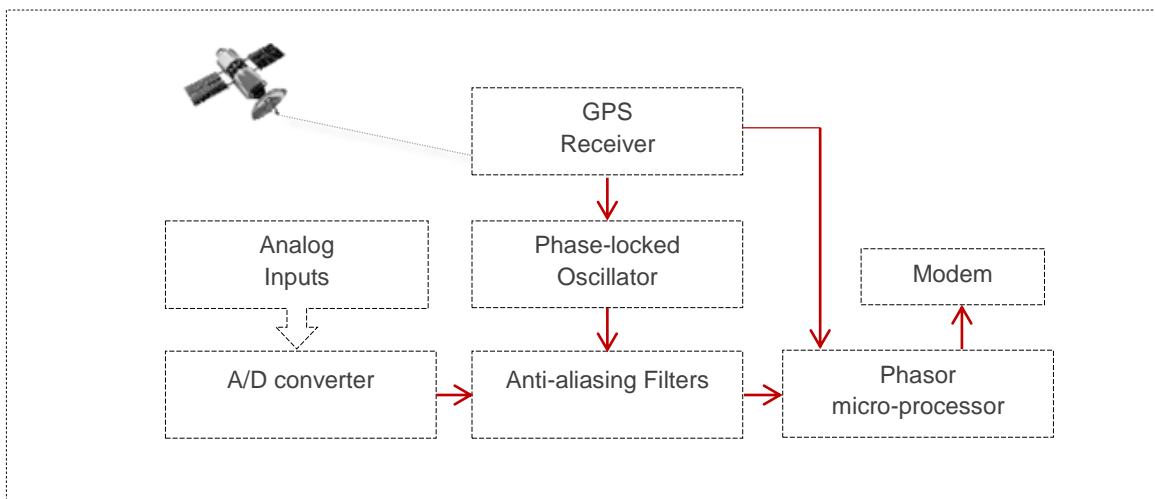 GPS
Receiver
Analog
Inputs
Phase-locked
Oscillator
Modem
A/D converter
Anti-aliasing Filters
Phasor
micro-processor